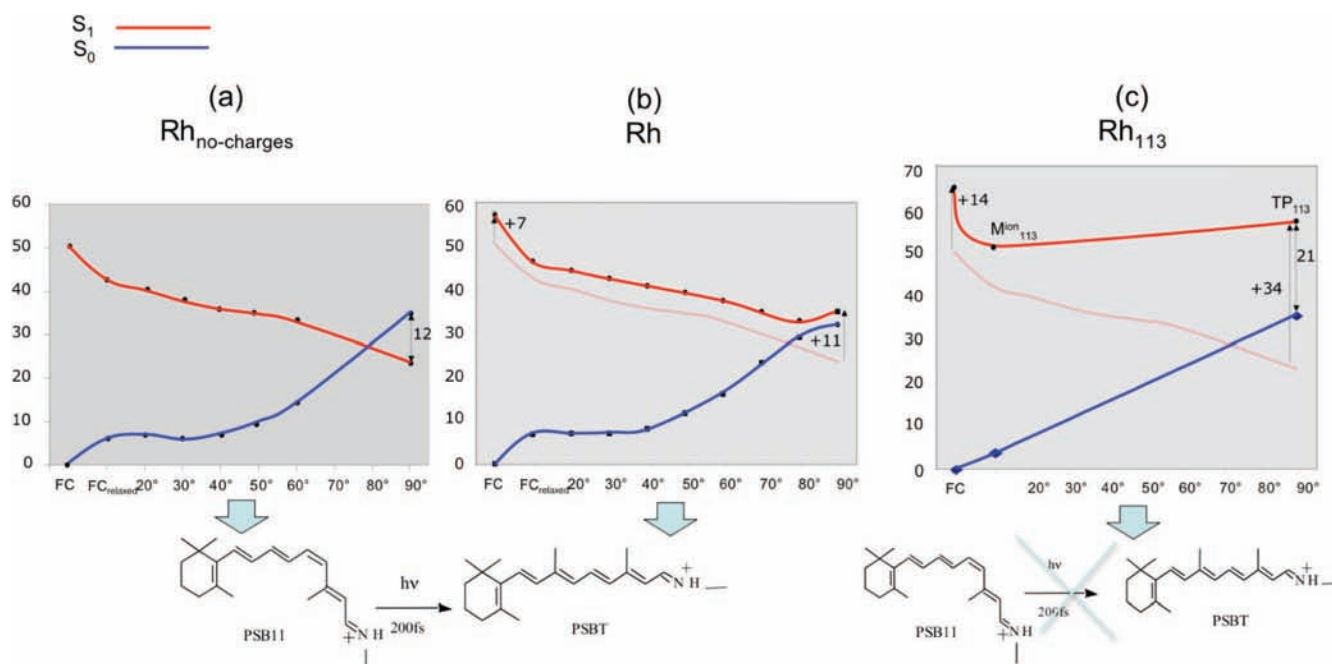 S1
S0
(a)
Rhno-charges
(b)
Rh
(c)
Rh113
60
50
40
30
20
10
0
12
FC
FCrelaxed
20°
30°
40°
50°
60°
70°
80°
90°
60
50
40
30
20
10
0
+7
+11
FC
FCrelaxed
20°
30°
40°
50°
60°
70°
80°
90°
70
60
50
40
30
20
10
0
+14
Mion113
TP113
21
+34
FC
20°
30°
40°
50°
60°
70°
80°
90°
PSB11
+
N H
hν
200fs
PSBT
+
N H
PSB11
+
N H
hν
200fs
PSBT
+
N H